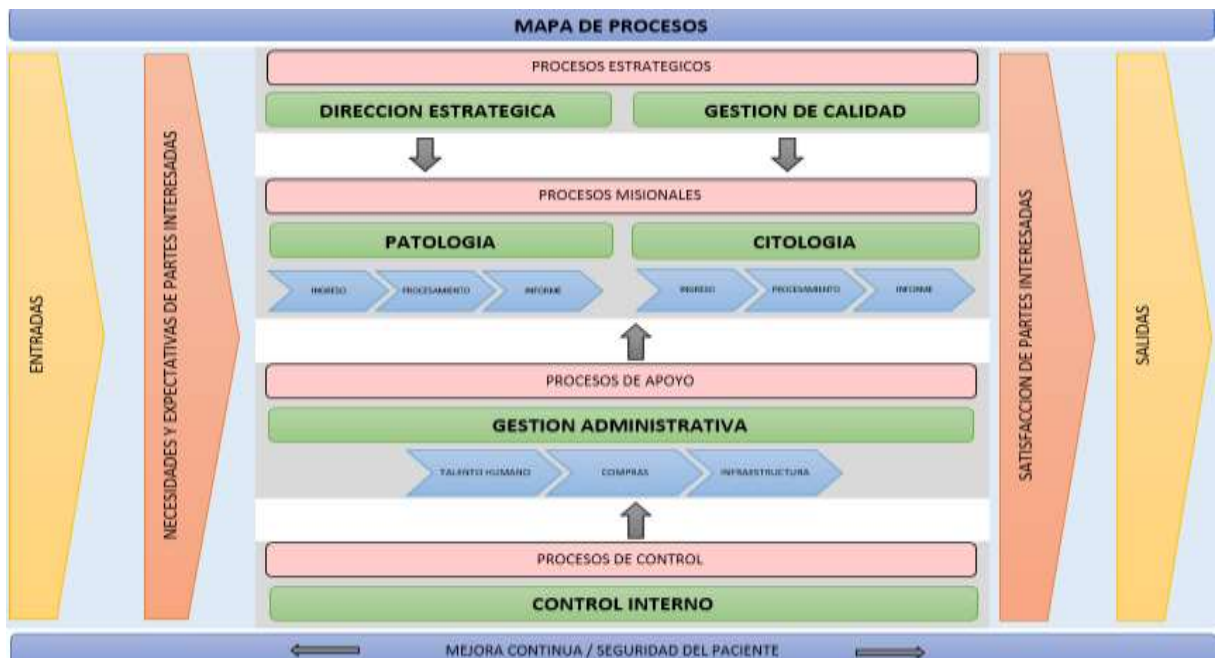 MAPA DE PROCESOS
ENTRADAS
NECESIDADES Y EXPECTATIVAS DE PARTES INTERESADAS
PROCESOS ESTRATEGICOS
DIRECCION ESTRATEGICA
GESTION DE CALIDAD
PROCESOS MISIONALES
PATOLOGIA
CITOLOGIA
INGRESO
PROCESAMIENTO
INFORME
INGRESO
PROCESAMIENTO
INFORME
PROCESOS DE APOYO
GESTION ADMINISTRATIVA
TALENTO HUMANO
COMPRAS
INFRAESTRUCTURA
PROCESOS DE CONTROL
CONTROL INTERNO
SATISFACCION DE PARTES INTERESADAS
SALIDAS
MEJORA CONTINUA / SEGURIDAD DEL PACIENTE